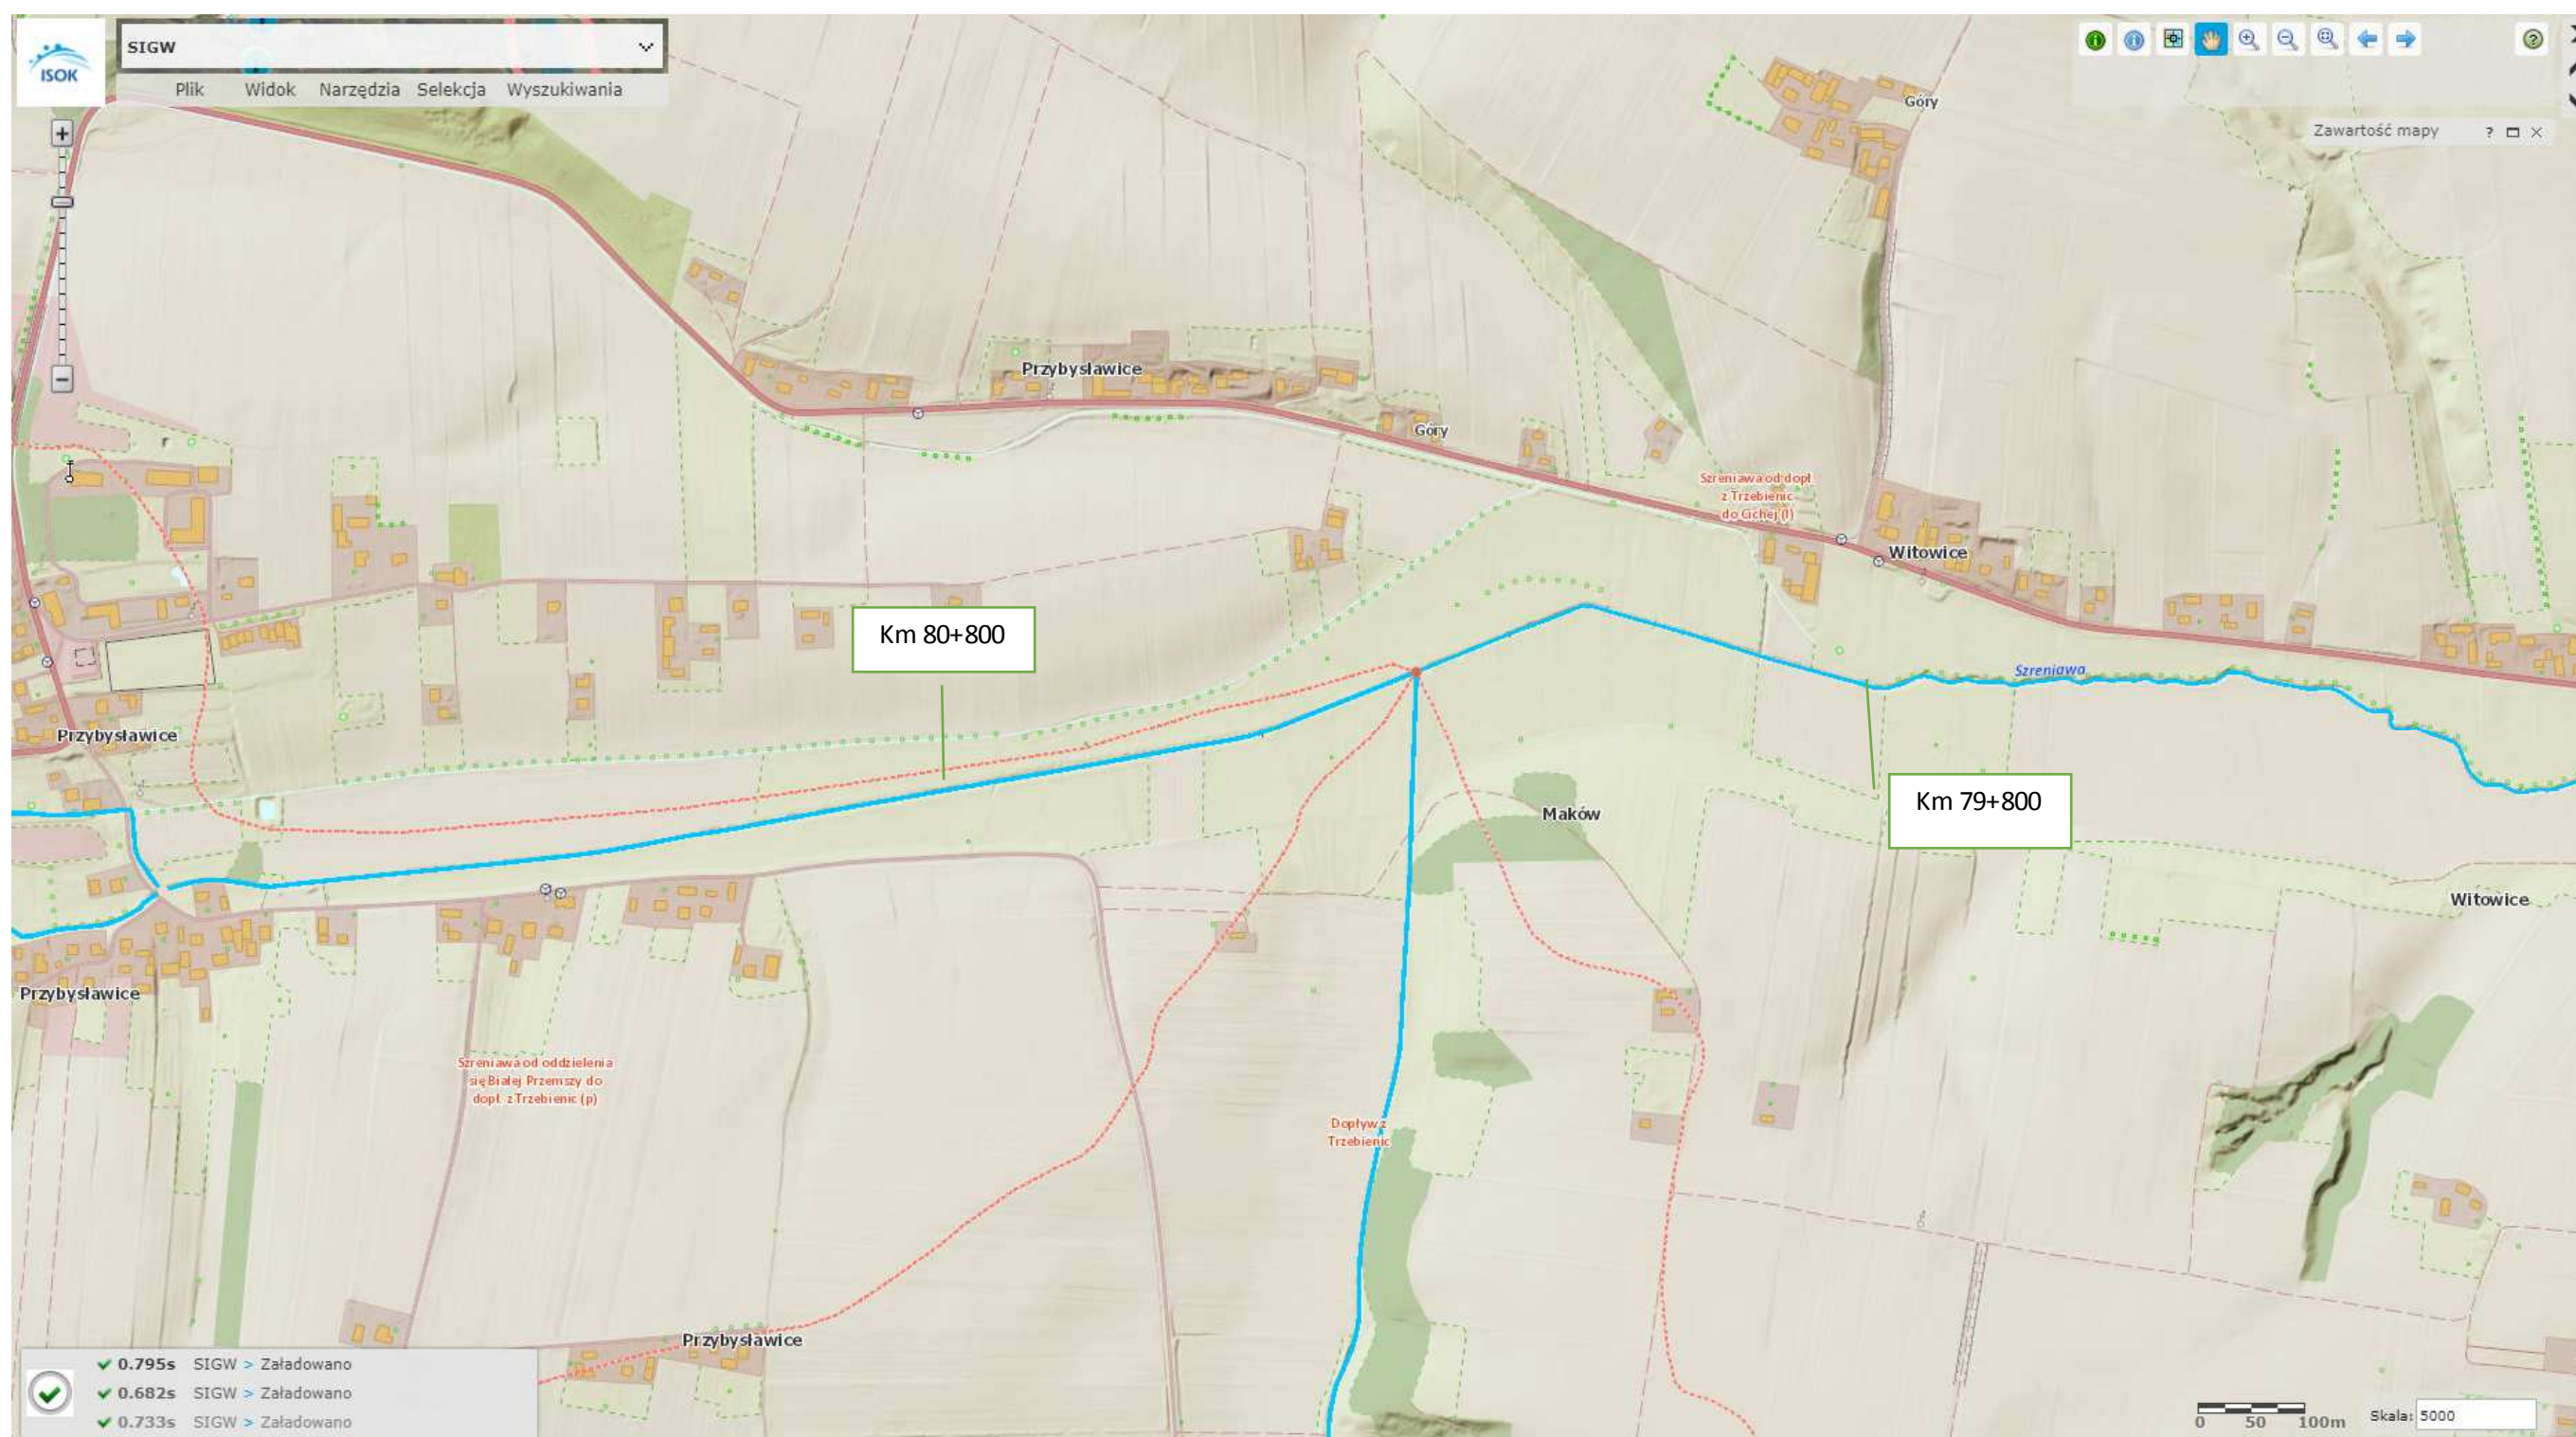 ISOK
SIGW
Plik Widok Narzędzia Selekcja Wyszukiwania
Zawartość mapy ?
Góry
Przybysławice
Góry
Szreniawa od dopł.
z Trzebienic
do Cichej (l)
Witowice
Km 80+800
Szreniawa
Przybysławice
Km 79+800
Maków
Witowice
Przybysławice
Szreniawa od oddzielenia
się Białej Przemszy do
dopł. z Trzebienic (p)
Dopływ z
Trzebienic
Przybysławice
0.795s SIGW > Załadowano
0.682s SIGW > Załadowano
0.733s SIGW > Załadowano
0 50 100m
Skala: 5000